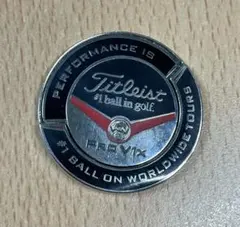 PERFORMANCE IS
Titleist
#1 ball in golf.
PRO V1x
#1 BALL ON WORLDWIDE TOURS